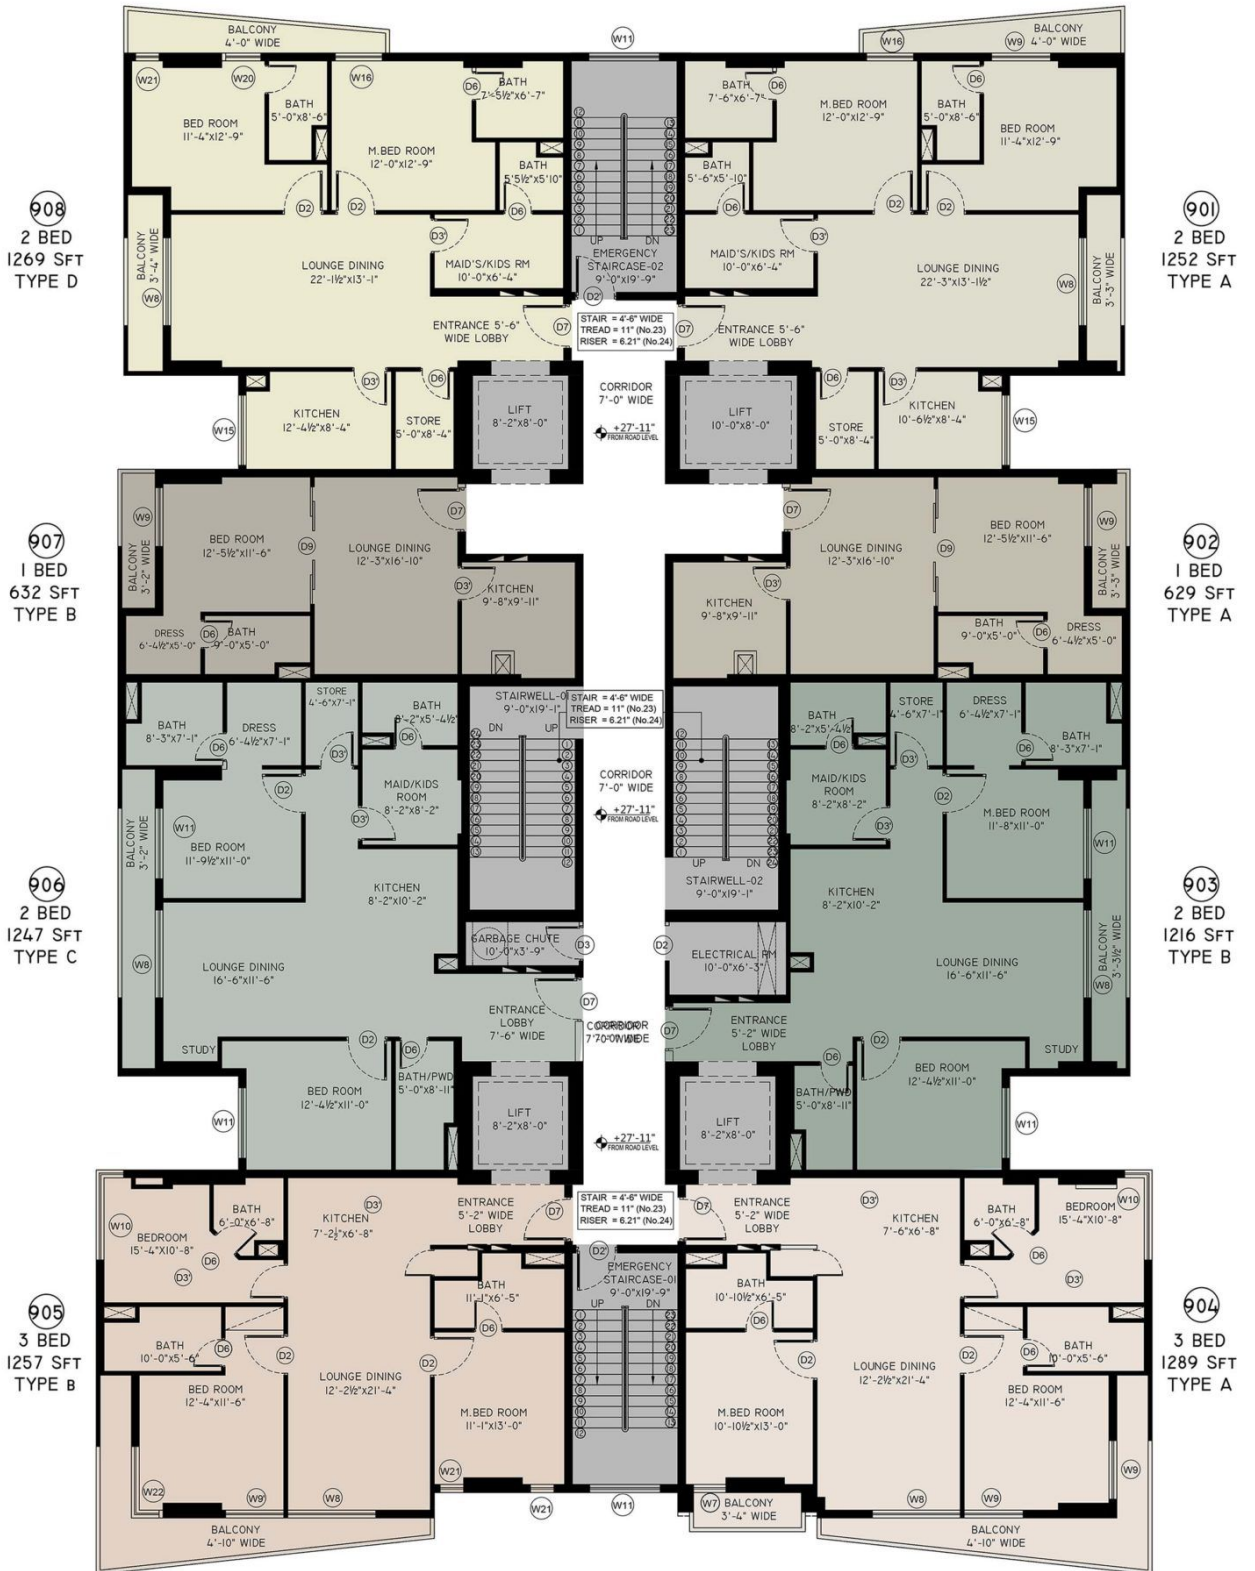 BALCONY
4'-0" WIDE
W21
W20
W16
BED ROOM
11'-4"X12'-9"
BATH
5'-0"X8'-6"
M.BED ROOM
12'-0"X12'-9"
D6
BATH
7'-5½"X6'-7"
BATH
5'5½"X5'10"
D6
D2
D2
D3'
MAID'S/KIDS RM
10'-0"X6'-4"
LOUNGE DINING
22'-1½"X13'-1"
BALCONY
3'-4" WIDE
W8
ENTRANCE 5'-6"
WIDE LOBBY
D7
D3'
D6
KITCHEN
12'-4½"X8'-4"
STORE
5'-0"X8'-4"
W15
LIFT
8'-2"X8'-0"
908
2 BED
1269 SFT
TYPE D
W11
UP
DN
EMERGENCY
STAIRCASE-02
9'-0"X19'-9"
D2'
STAIR = 4'-6" WIDE
TREAD = 11" (No.23)
RISER = 6.21" (No.24)
CORRIDOR
7'-0" WIDE
+27'-11"
FROM ROAD LEVEL
BALCONY
4'-0" WIDE
W16
W9
BATH
7'-6"X6'-7"
D6
M.BED ROOM
12'-0"X12'-9"
BATH
5'-0"X8'-6"
D6
BED ROOM
11'-4"X12'-9"
BATH
5'-6"X5'-10"
D6
D2
D2
D3'
MAID'S/KIDS RM
10'-0"X6'-4"
LOUNGE DINING
22'-3"X13'-1½"
W8
BALCONY
3'-3" WIDE
D7
ENTRANCE 5'-6"
WIDE LOBBY
D6
D3'
STORE
5'-0"X8'-4"
KITCHEN
10'-6½"X8'-4"
W15
LIFT
10'-0"X8'-0"
901
2 BED
1252 SFT
TYPE A
907
1 BED
632 SFT
TYPE B
W9
BALCONY
3'-2" WIDE
BED ROOM
12'-5½"X11'-6"
D9
LOUNGE DINING
12'-3"X16'-10"
D7
D3'
KITCHEN
9'-8"X9'-11"
DRESS
6'-4½"X5'-0"
D6
BATH
9'-0"X5'-0"
D7
LOUNGE DINING
12'-3"X16'-10"
D9
BED ROOM
12'-5½"X11'-6"
W9
BALCONY
3'-3" WIDE
KITCHEN
9'-8"X9'-11"
D3'
BATH
9'-0"X5'-0"
D6
DRESS
6'-4½"X5'-0"
902
1 BED
629 SFT
TYPE A
BATH
8'-3"X7'-1"
D6
DRESS
6'-4½"X7'-1"
STORE
4'-6"X7'-1"
BATH
8'-2"X5'-4½"
D6
D3'
D2
MAID/KIDS
ROOM
8'-2"X8'-2"
D3'
W11
BED ROOM
11'-9½"X11'-0"
BALCONY
3'-2" WIDE
KITCHEN
8'-2"X10'-2"
W8
LOUNGE DINING
16'-6"X11'-6"
STUDY
ENTRANCE
LOBBY
7'-6" WIDE
D7
D2
D6
BED ROOM
12'-4½"X11'-0"
BATH/PWD
5'-0"X8'-11"
W11
LIFT
8'-2"X8'-0"
906
2 BED
1247 SFT
TYPE C
STAIRWELL-01
9'-0"X19'-1"
DN
UP
STAIR = 4'-6" WIDE
TREAD = 11" (No.23)
RISER = 6.21" (No.24)
CORRIDOR
7'-0" WIDE
+27'-11"
FROM ROAD LEVEL
UP
DN
STAIRWELL-02
9'-0"X19'-1"
GARBAGE CHUTE
10'-0"X3'-9"
D3
D2
ELECTRICAL RM
10'-0"X6'-3"
CORRIDOR
7'-0" WIDE
+27'-11"
FROM ROAD LEVEL
BATH
8'-2"X5'-4½"
D6
STORE
4'-6"X7'-1"
DRESS
6'-4½"X7'-1"
D6
BATH
8'-3"X7'-1"
D3'
D2
MAID/KIDS
ROOM
8'-2"X8'-2"
D3'
M.BED ROOM
11'-8"X11'-0"
W11
KITCHEN
8'-2"X10'-2"
LOUNGE DINING
16'-6"X11'-6"
BALCONY
3'-3½" WIDE
W8
D7
ENTRANCE
5'-2" WIDE
LOBBY
D6
D2
STUDY
BED ROOM
12'-4½"X11'-0"
BATH/PWD
5'-0"X8'-11"
W11
LIFT
8'-2"X8'-0"
903
2 BED
1216 SFT
TYPE B
W10
BATH
6'-0"X6'-8"
BEDROOM
15'-4"X10'-8"
D6
D3'
D3'
KITCHEN
7'-2½"X6'-8"
ENTRANCE
5'-2" WIDE
LOBBY
D7
BATH
11'-1"X6'-5"
D6
BATH
10'-0"X5'-6"
D6
D2
LOUNGE DINING
12'-2½"X21'-4"
D2
BED ROOM
12'-4"X11'-6"
M.BED ROOM
11'-1"X13'-0"
W22
W9'
W8
W21
W21
BALCONY
4'-10" WIDE
905
3 BED
1257 SFT
TYPE B
STAIR = 4'-6" WIDE
TREAD = 11" (No.23)
RISER = 6.21" (No.24)
D2'
EMERGENCY
STAIRCASE-01
9'-0"X19'-9"
UP
DN
W11
D7
ENTRANCE
5'-2" WIDE
LOBBY
D3'
KITCHEN
7'-6"X6'-8"
BATH
6'-0"X6'-8"
W10
BEDROOM
15'-4"X10'-8"
D6
D3'
BATH
10'-10½"X6'-5"
D6
D2
LOUNGE DINING
12'-2½"X21'-4"
D2
D6
BATH
10'-0"X5'-6"
M.BED ROOM
10'-10½"X13'-0"
BED ROOM
12'-4"X11'-6"
W9
W7
BALCONY
3'-4" WIDE
W8
W9
BALCONY
4'-10" WIDE
904
3 BED
1289 SFT
TYPE A